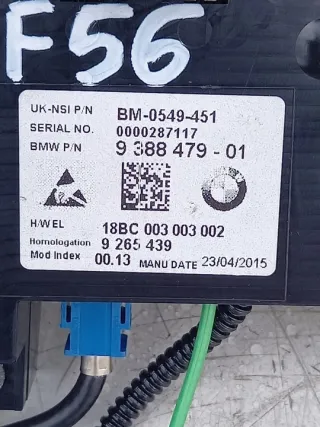 F56
UK-NSI P/N BM-0549-451
SERIAL NO. 0000287117
BMW P/N 9 388 479 - 01
H/W EL 18BC 003 003 002
Homologation 9 265 439
Mod Index 00.13 MANU DATE 23/04/2015